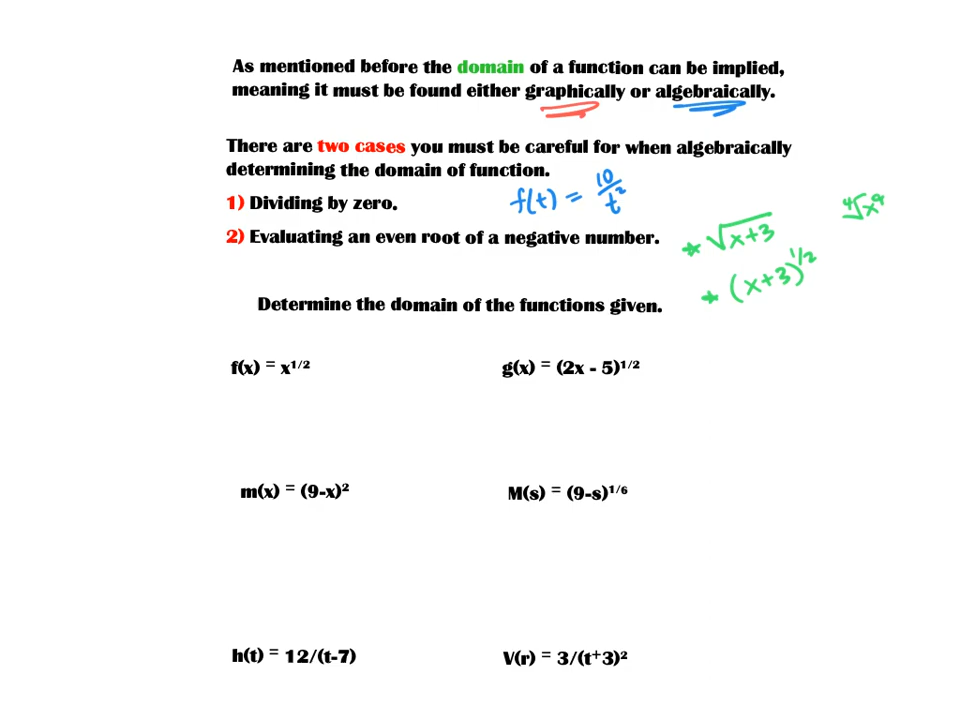 As mentioned before the domain of a function can be implied,
meaning it must be found either graphically or algebraically.
There are two cases you must be careful for when algebraically
determining the domain of function.
1) Dividing by zero.
f(t) = 10/t²
2) Evaluating an even root of a negative number.
* √x+3
* (x+3)^1/2
Determine the domain of the functions given.
f(x) = x^1/2
g(x) = (2x - 5)^1/2
m(x) = (9-x)²
M(s) = (9-s)^1/6
h(t) = 12/(t-7)
V(r) = 3/(t+3)²